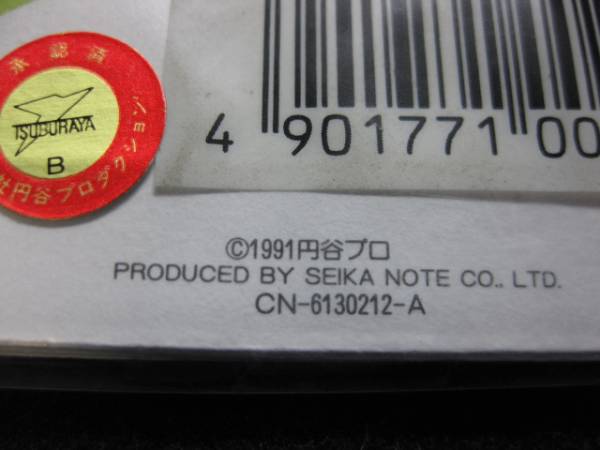 承認済
TSUBURAYA
B
社円谷プロダクション
4 901771 00
©1991円谷プロ
PRODUCED BY SEIKA NOTE CO., LTD.
CN-6130212-A